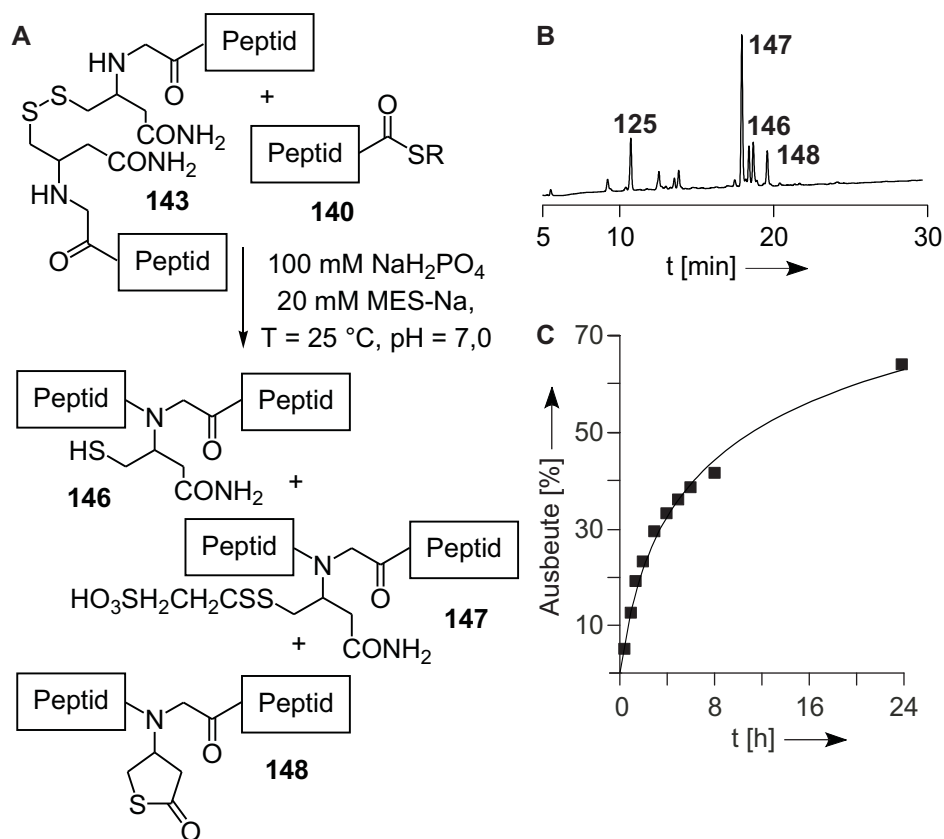 A
Peptid
HN
O
+
S
S
CONH2
CONH2
Peptid
O
SR
143
140
HN
O
Peptid
100 mM NaH2PO4
20 mM MES-Na,
T = 25 °C, pH = 7,0
Peptid
N
Peptid
O
HS
CONH2
146
+
Peptid
N
Peptid
O
HO3SH2CH2CSS
147
CONH2
+
Peptid
N
Peptid
O
148
S
O
B
147
125
146
148
5 10 20 30
t [min]
C
70
50
30
10
Ausbeute [%]
0 8 16 24
t [h]